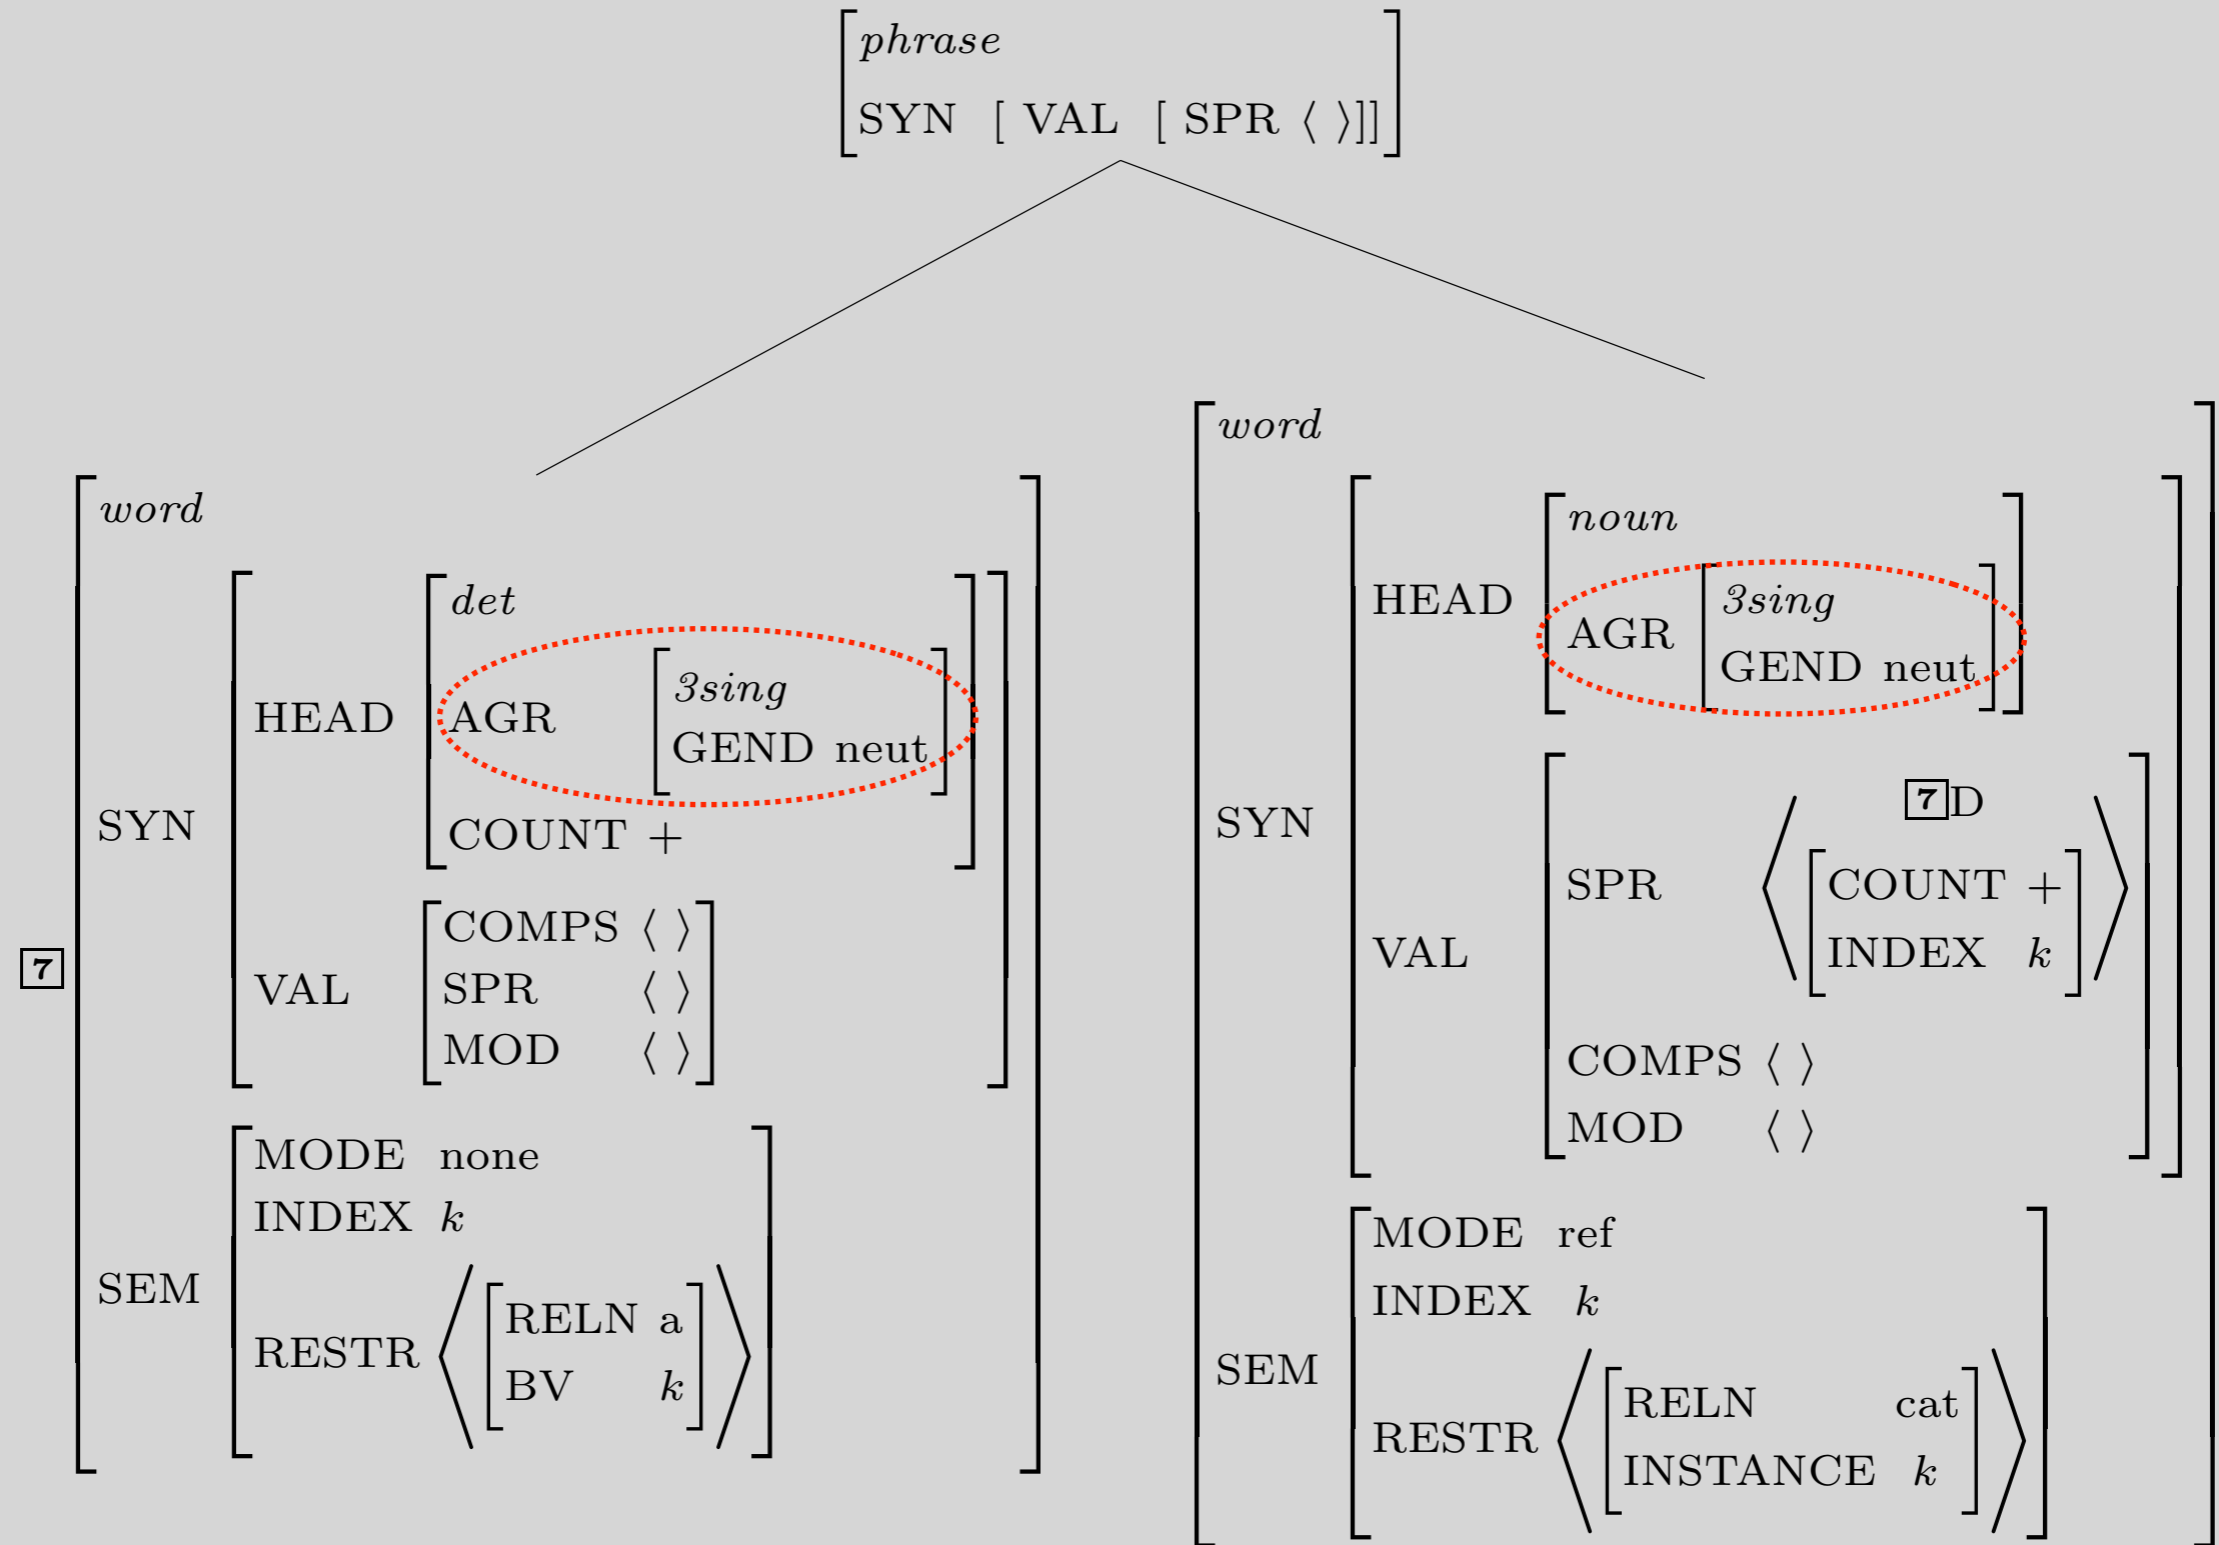 phrase
SYN [ VAL [ SPR ⟨ ⟩]]
7
word
SYN
HEAD
det
AGR
3sing
GEND neut
COUNT +
VAL
COMPS ⟨ ⟩
SPR ⟨ ⟩
MOD ⟨ ⟩
SEM
MODE none
INDEX k
RESTR
RELN a
BV k
word
SYN
HEAD
noun
AGR
3sing
GEND neut
VAL
SPR
7 D
COUNT +
INDEX k
COMPS ⟨ ⟩
MOD ⟨ ⟩
SEM
MODE ref
INDEX k
RESTR
RELN cat
INSTANCE k